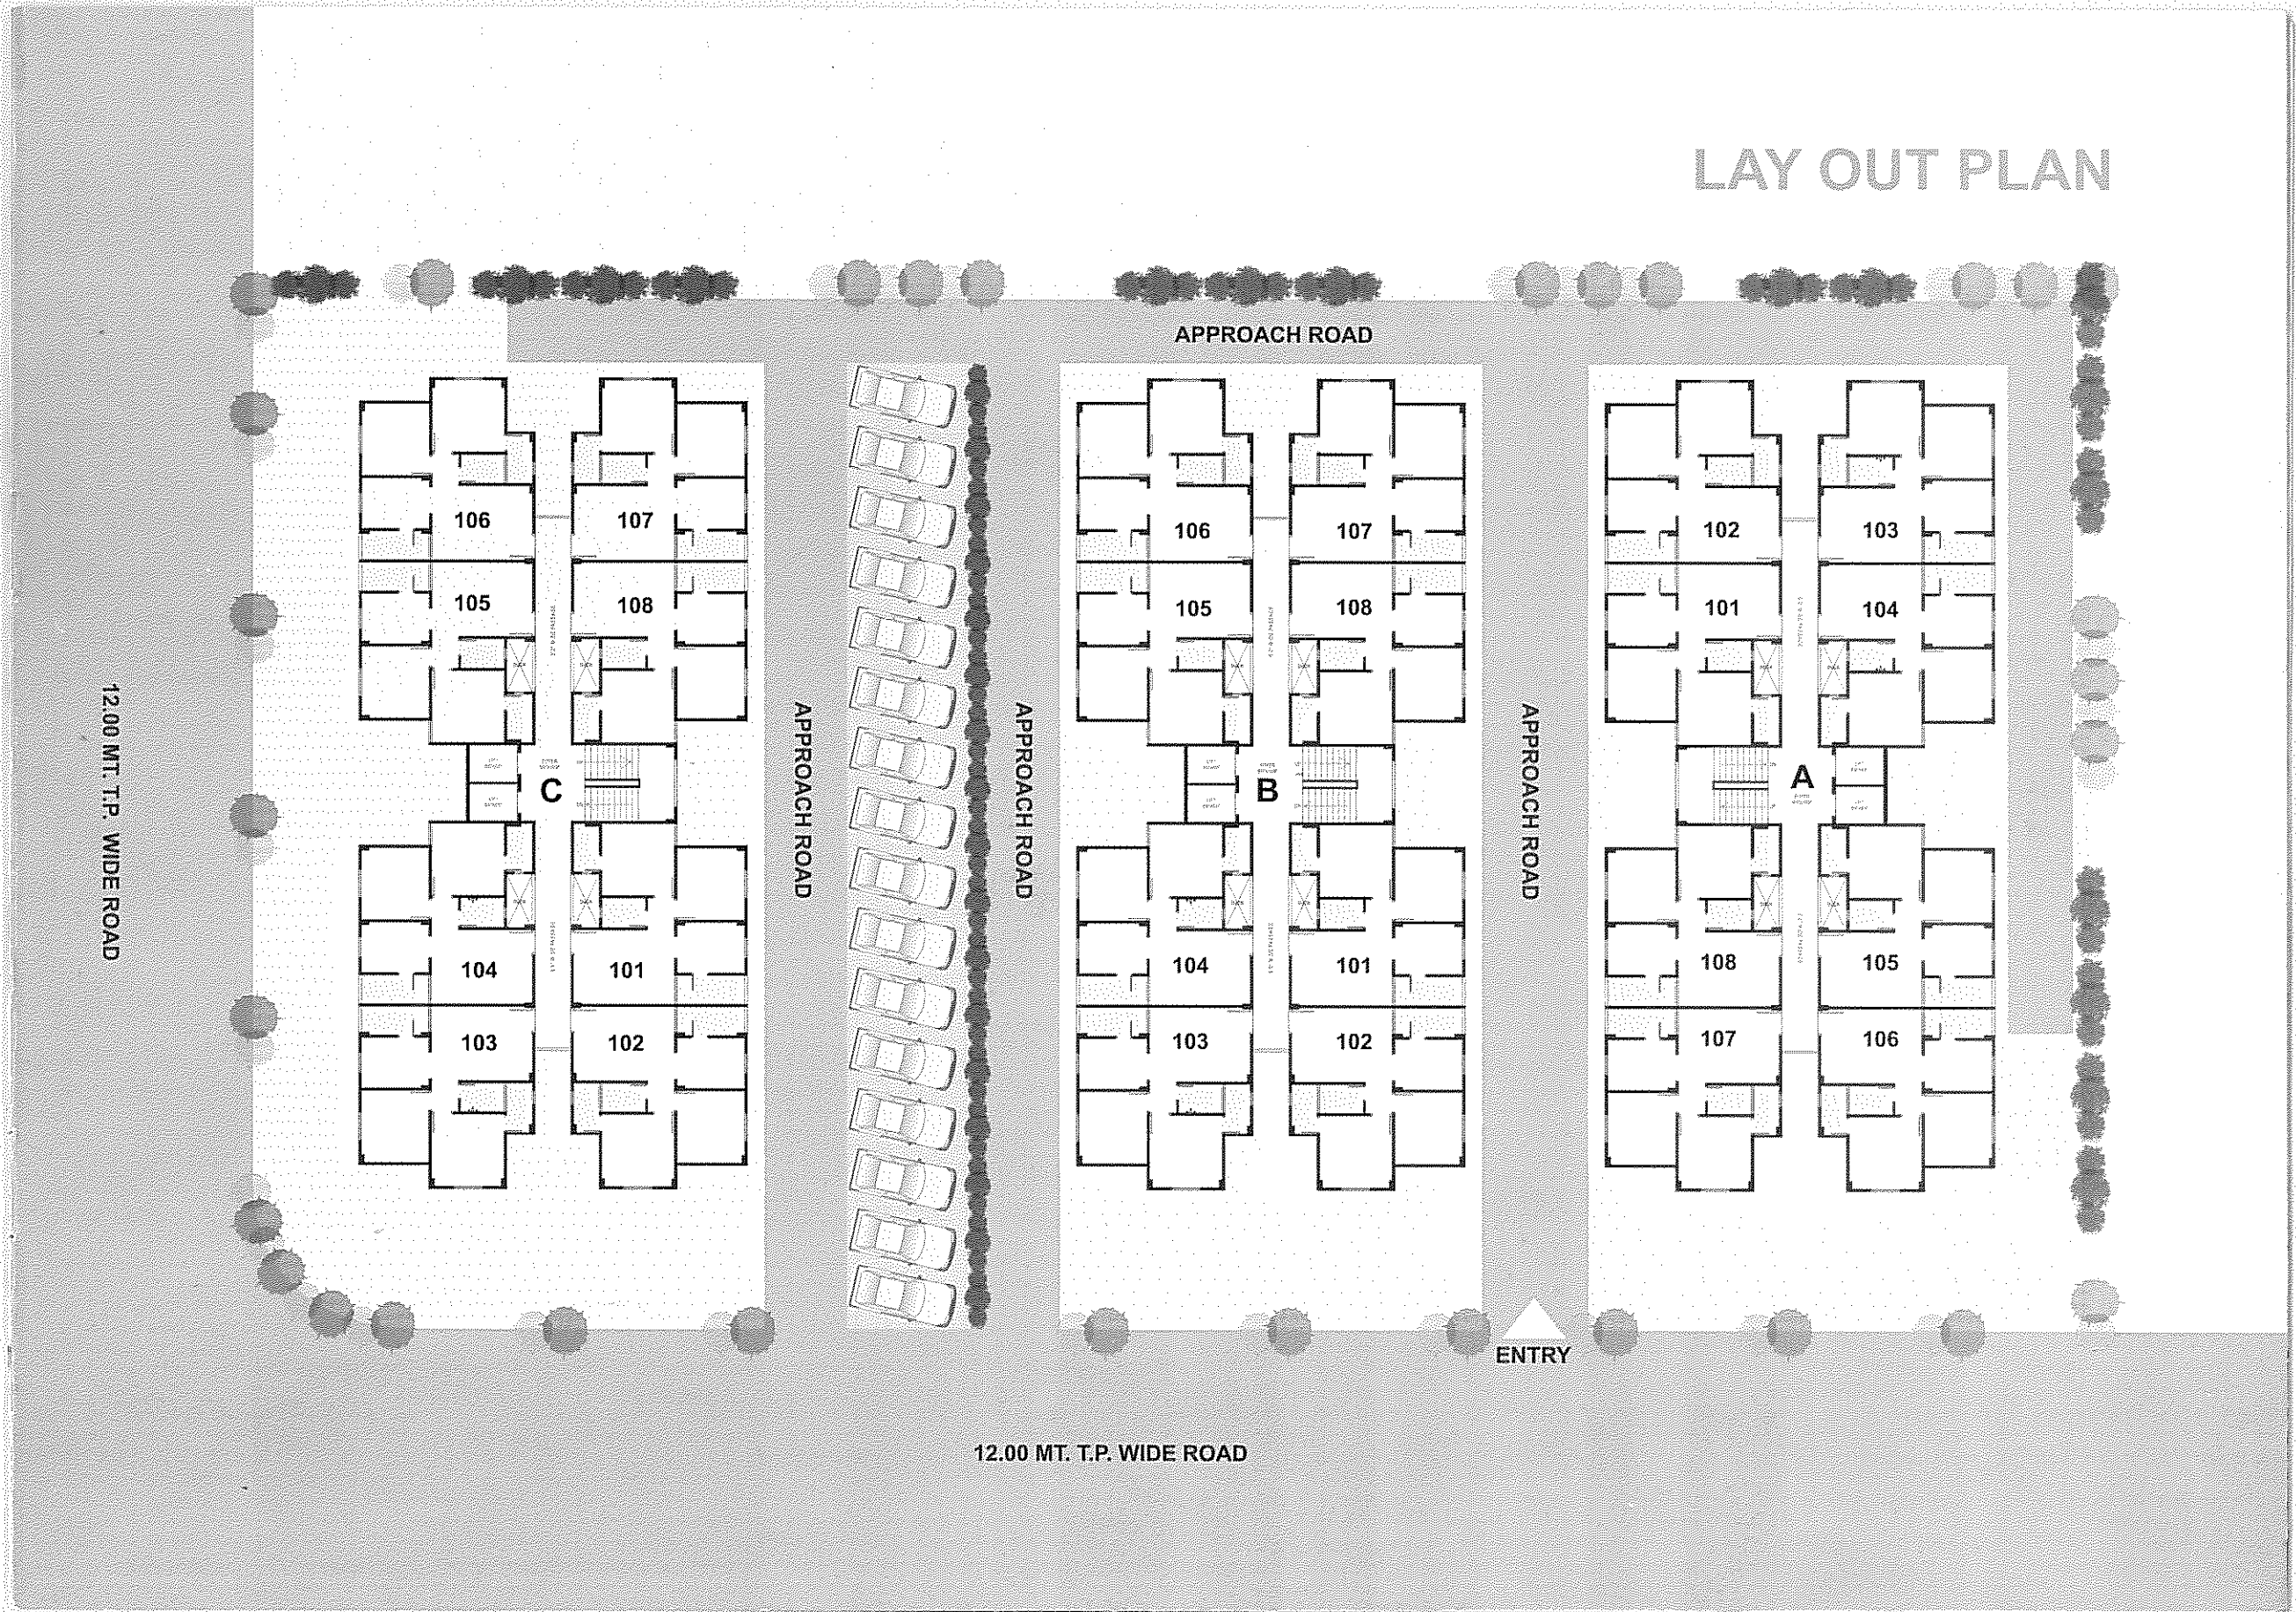 LAY OUT PLAN
APPROACH ROAD
106 107
105 108
C
104 101
103 102
106 107
105 108
B
104 101
103 102
102 103
101 104
A
108 105
107 106
12.00 MT. T.P. WIDE ROAD
APPROACH ROAD
APPROACH ROAD
APPROACH ROAD
ENTRY
12.00 MT. T.P. WIDE ROAD